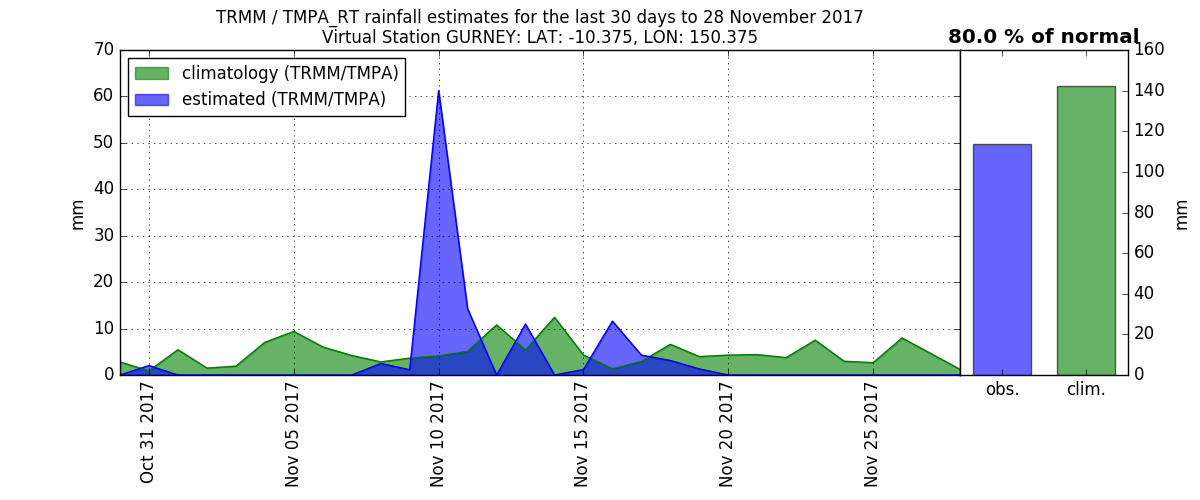 TRMM / TMPA_RT rainfall estimates for the last 30 days to 28 November 2017
Virtual Station GURNEY: LAT: -10.375, LON: 150.375
80.0 % of normal
climatology (TRMM/TMPA)
estimated (TRMM/TMPA)
70
60
50
40
30
20
10
0
mm
Oct 31 2017
Nov 05 2017
Nov 10 2017
Nov 15 2017
Nov 20 2017
Nov 25 2017
160
140
120
100
80
60
40
20
0
mm
obs.
clim.